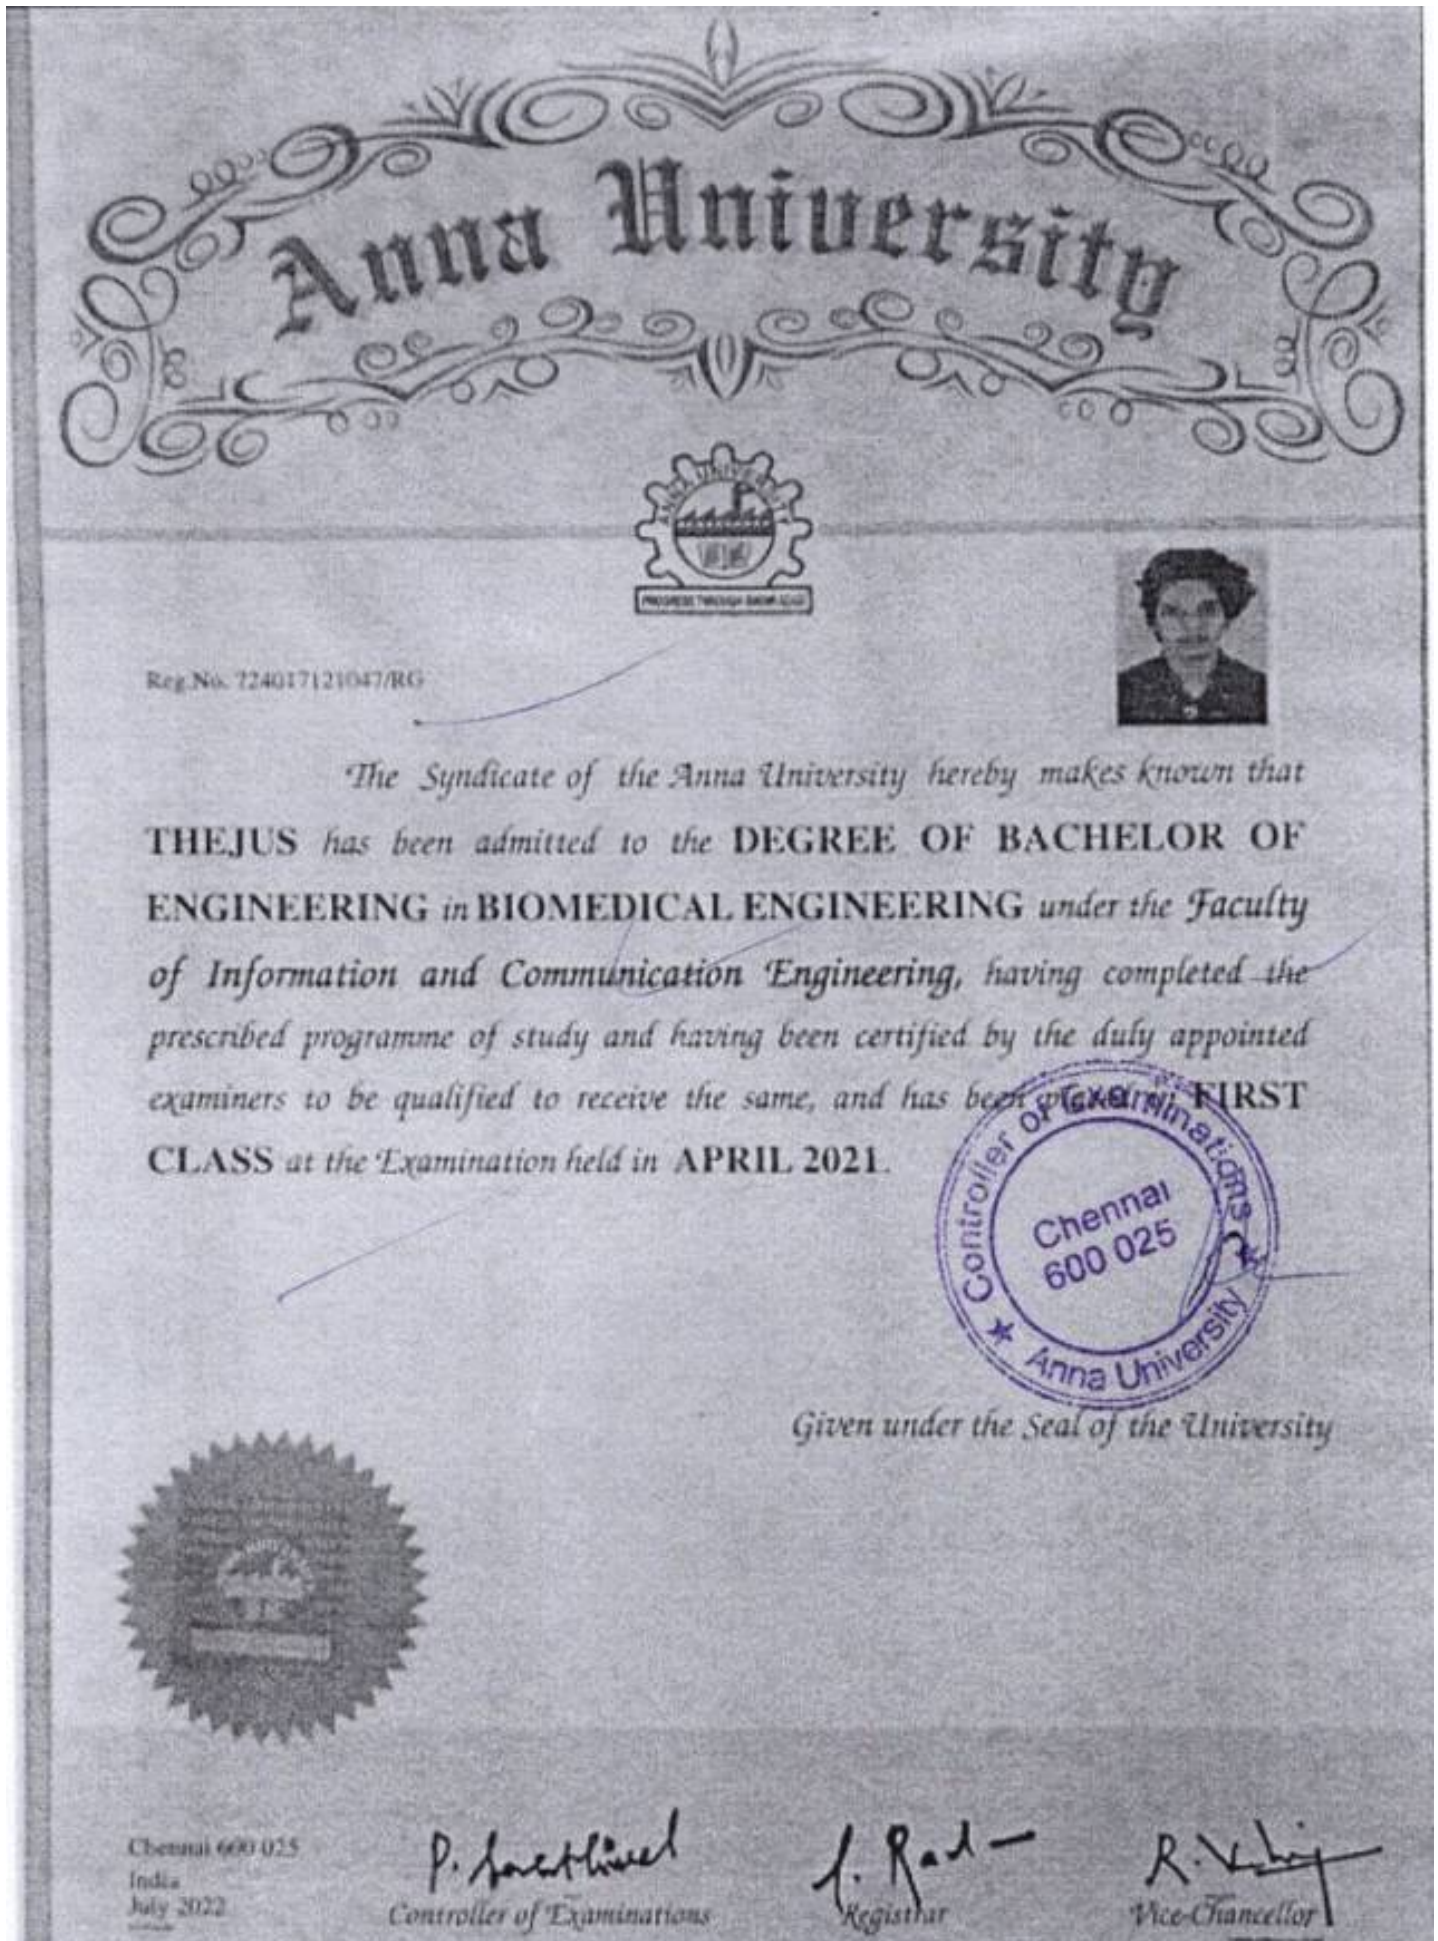 Anna University
ANNA UNIVERSITY
PROGRESS THROUGH KNOWLEDGE
Reg.No. 724017121047/RG
The Syndicate of the Anna University hereby makes known that
THEJUS has been admitted to the DEGREE OF BACHELOR OF
ENGINEERING in BIOMEDICAL ENGINEERING under the Faculty
of Information and Communication Engineering, having completed the
prescribed programme of study and having been certified by the duly appointed
examiners to be qualified to receive the same, and has been placed in FIRST
CLASS at the Examination held in APRIL 2021.
Controller of Examinations
Chennai
600 025
Anna University
Given under the Seal of the University
Chennai 600 025
India
July 2022
Controller of Examinations
Registrar
Vice-Chancellor